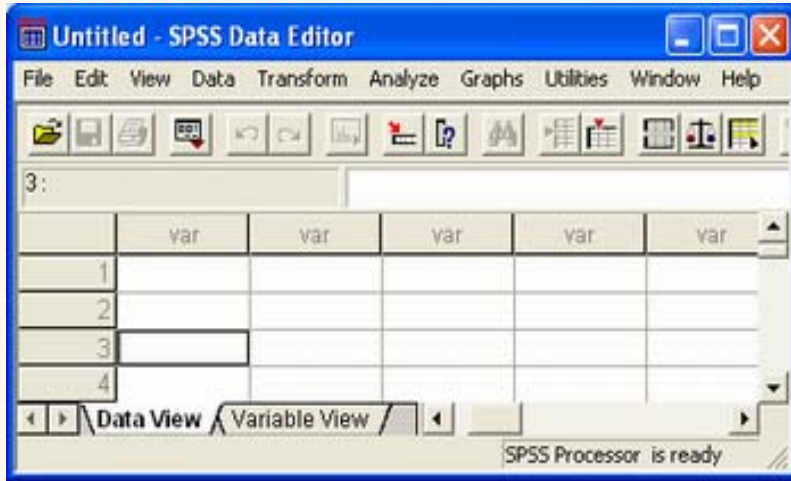 Untitled - SPSS Data Editor
File Edit View Data Transform Analyze Graphs Utilities Window Help
3:
var var var var var
1
2
3
4
Data View Variable View
SPSS Processor is ready